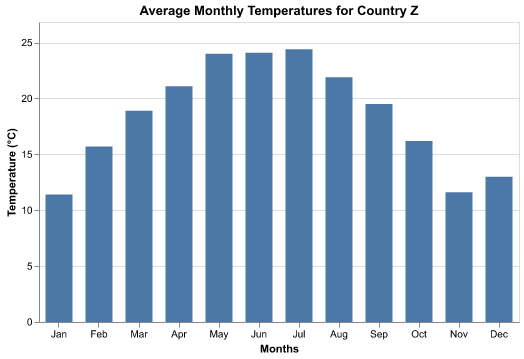 Average Monthly Temperatures for Country Z
Temperature (°C)
25
20
15
10
5
0
Jan Feb Mar Apr May Jun Jul Aug Sep Oct Nov Dec
Months